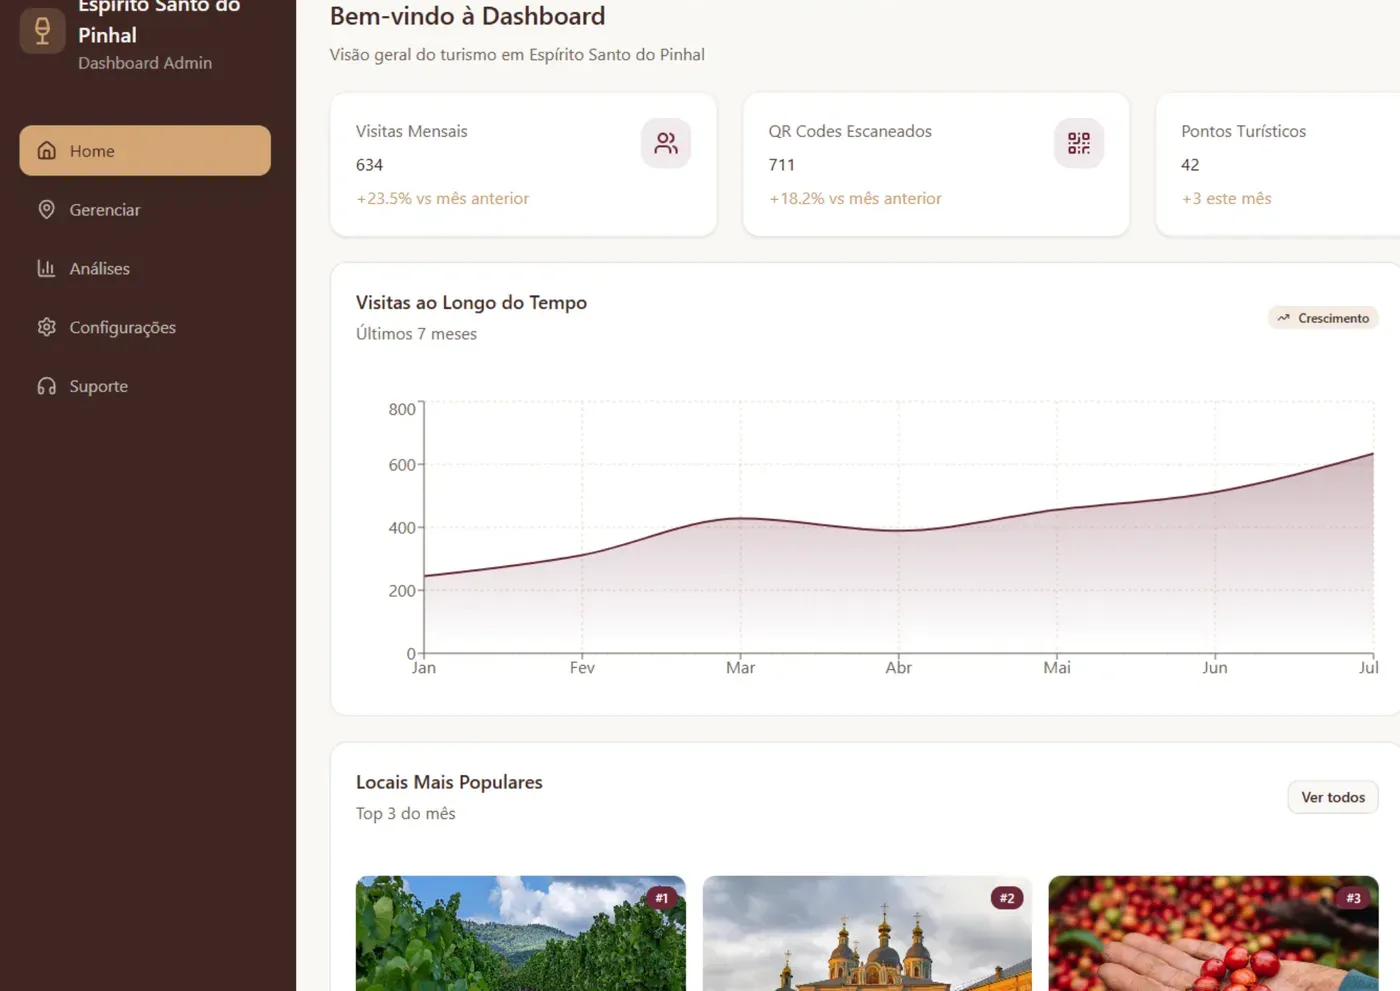 Espírito Santo do
Pinhal
Dashboard Admin
Home
Gerenciar
Análises
Configurações
Suporte
Bem-vindo à Dashboard
Visão geral do turismo em Espírito Santo do Pinhal
Visitas Mensais
634
+23.5% vs mês anterior
QR Codes Escaneados
711
+18.2% vs mês anterior
Pontos Turísticos
42
+3 este mês
Visitas ao Longo do Tempo
Últimos 7 meses
Crescimento
800
600
400
200
0
Jan Fev Mar Abr Mai Jun Jul
Locais Mais Populares
Top 3 do mês
Ver todos
#1
#2
#3